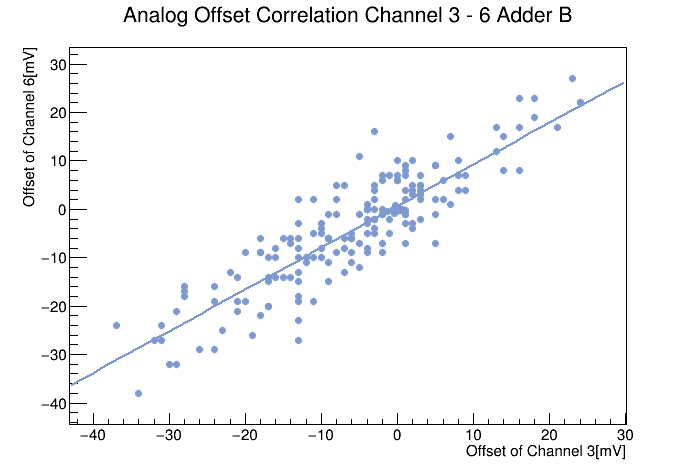 Analog Offset Correlation Channel 3 - 6 Adder B
Offset of Channel 6[mV]
30
20
10
0
−10
−20
−30
−40
−40 −30 −20 −10 0 10 20 30
Offset of Channel 3[mV]